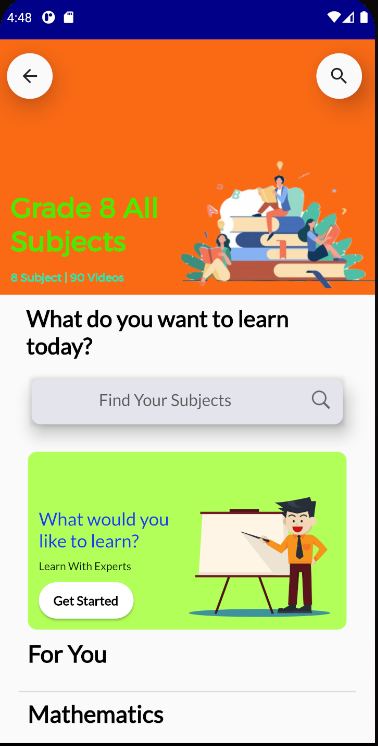 4:48
Grade 8 All
Subjects
8 Subject | 90 Videos
What do you want to learn
today?
Find Your Subjects
What would you
like to learn?
Learn With Experts
Get Started
For You
Mathematics